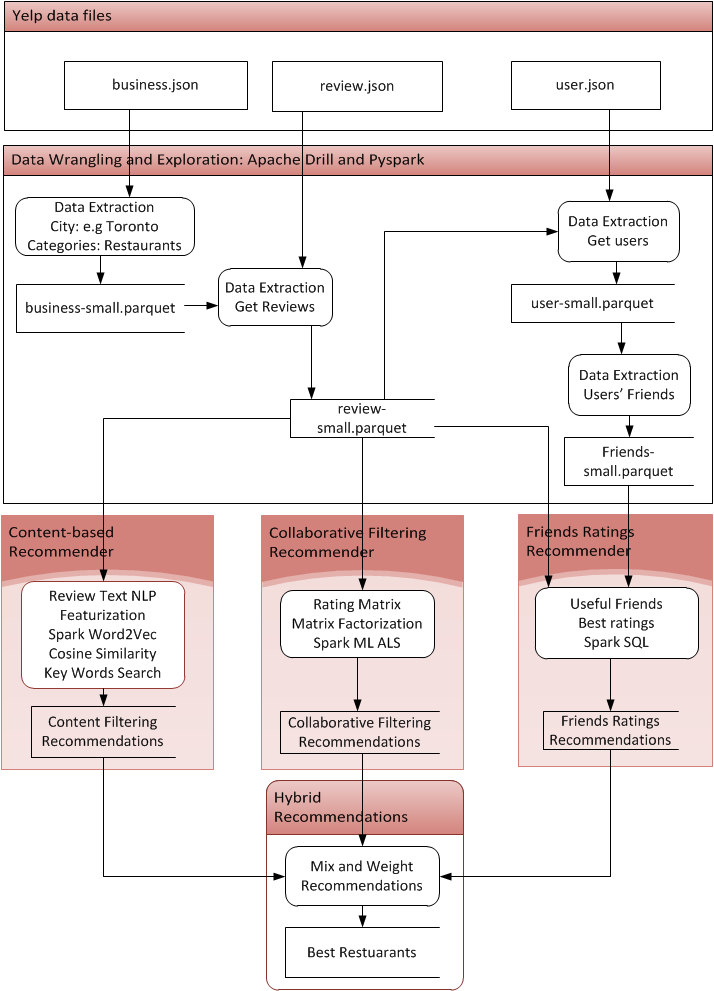 Yelp data files
business.json
review.json
user.json
Data Wrangling and Exploration: Apache Drill and Pyspark
Data Extraction
City: e.g Toronto
Categories: Restaurants
Data Extraction
Get users
business-small.parquet
Data Extraction
Get Reviews
user-small.parquet
Data Extraction
Users’ Friends
review-
small.parquet
Friends-
small.parquet
Content-based
Recommender
Review Text NLP
Featurization
Spark Word2Vec
Cosine Similarity
Key Words Search
Content Filtering
Recommendations
Collaborative Filtering
Recommender
Rating Matrix
Matrix Factorization
Spark ML ALS
Collaborative Filtering
Recommendations
Friends Ratings
Recommender
Useful Friends
Best ratings
Spark SQL
Friends Ratings
Recommendations
Hybrid
Recommendations
Mix and Weight
Recommendations
Best Restuarants